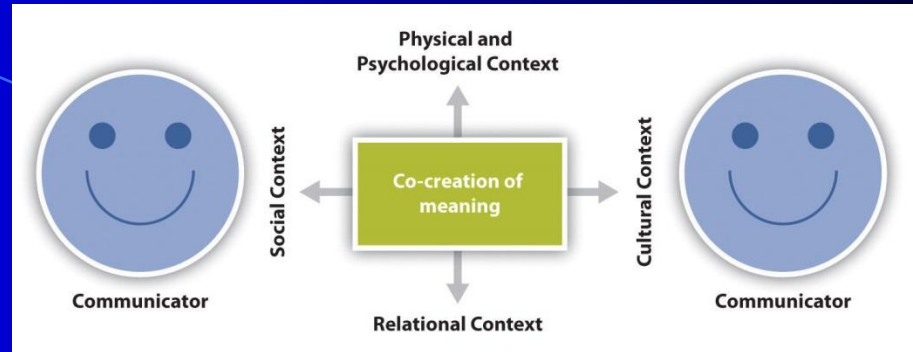 Physical and
Psychological Context
Social Context
Co-creation of
meaning
Cultural Context
Communicator
Communicator
Relational Context